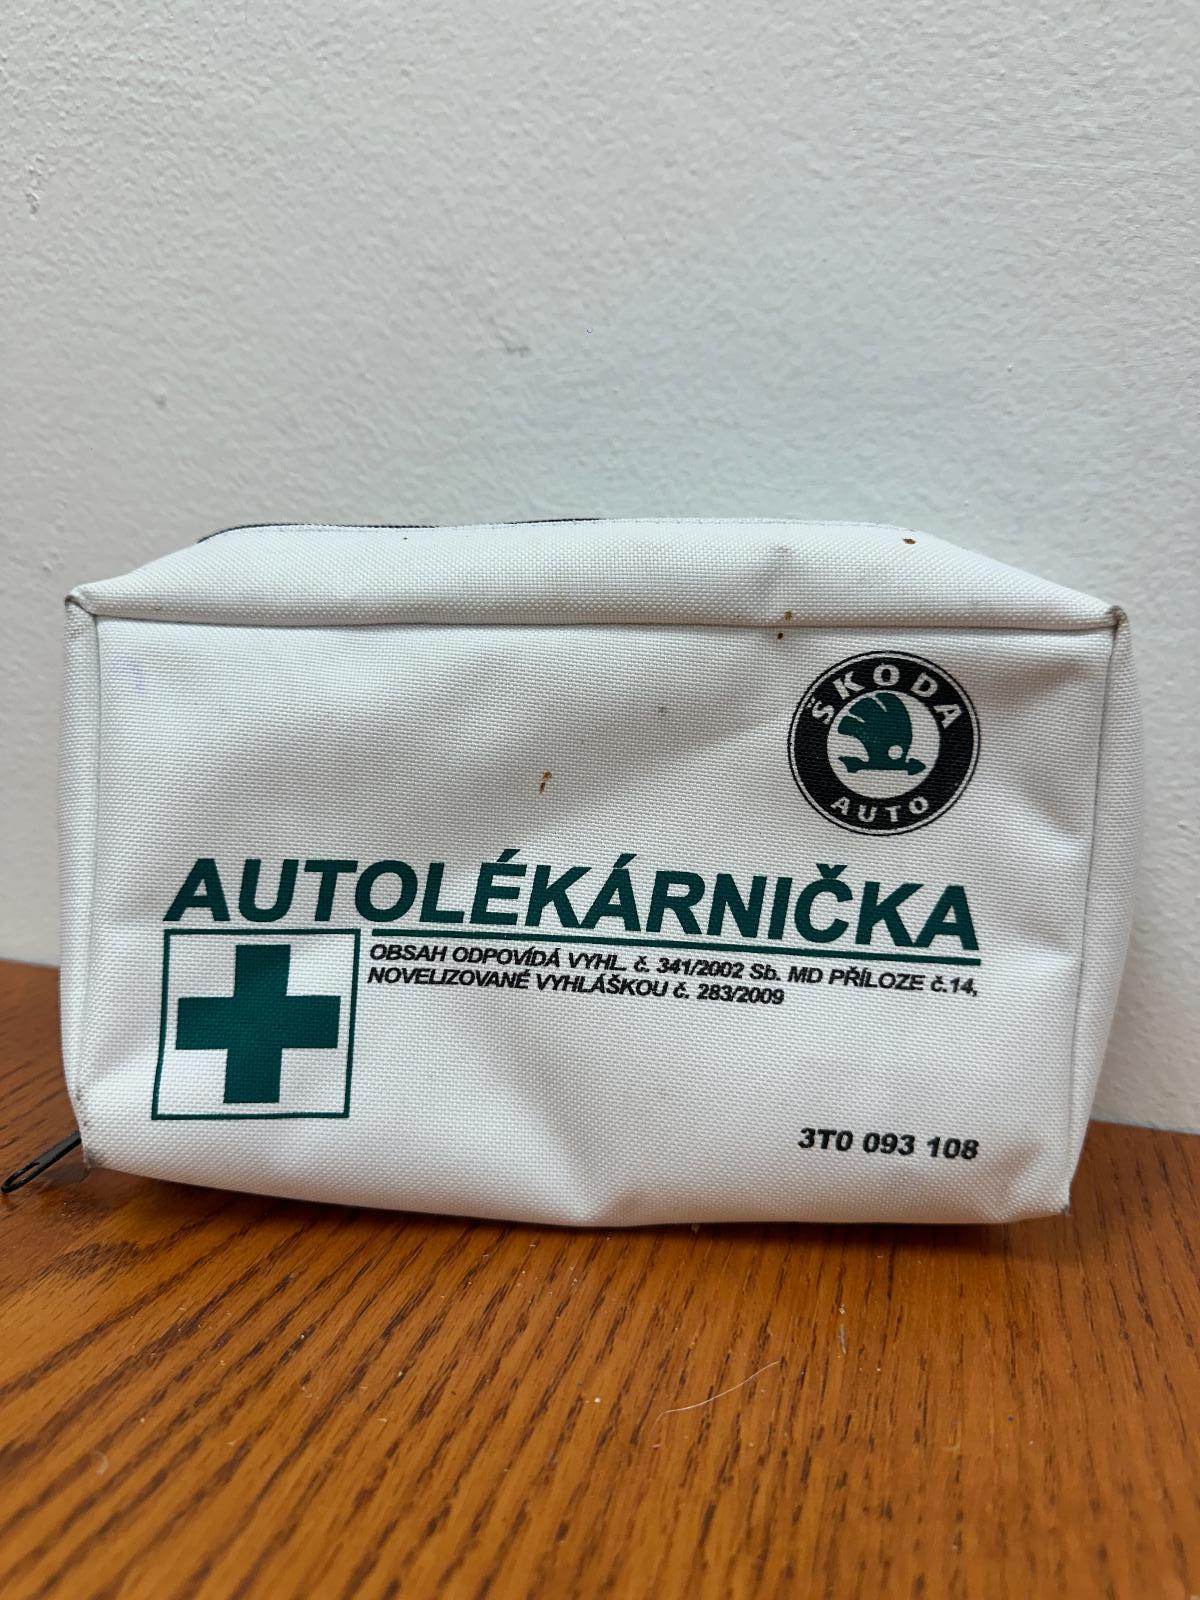 ŠKODA
AUTO
AUTOLÉKÁRNIČKA
OBSAH ODPOVÍDÁ VYHL. č. 341/2002 Sb. MD PŘÍLOZE č.14,
NOVELIZOVANÉ VYHLÁŠKOU č. 283/2009
3T0 093 108